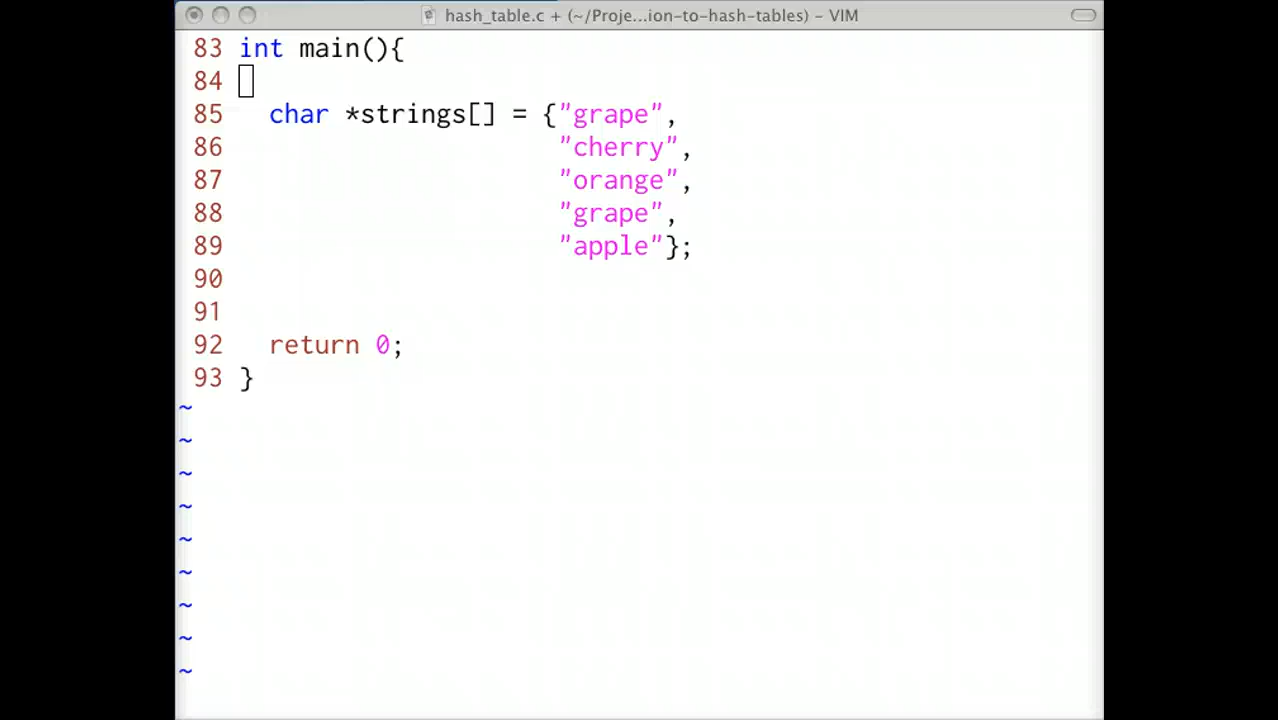 hash_table.c + (~/Proje...ion-to-hash-tables) – VIM
83 int main(){
84
85   char *strings[] = {"grape",
86                      "cherry",
87                      "orange",
88                      "grape",
89                      "apple"};
90
91
92   return 0;
93 }
~
~
~
~
~
~
~
~
~